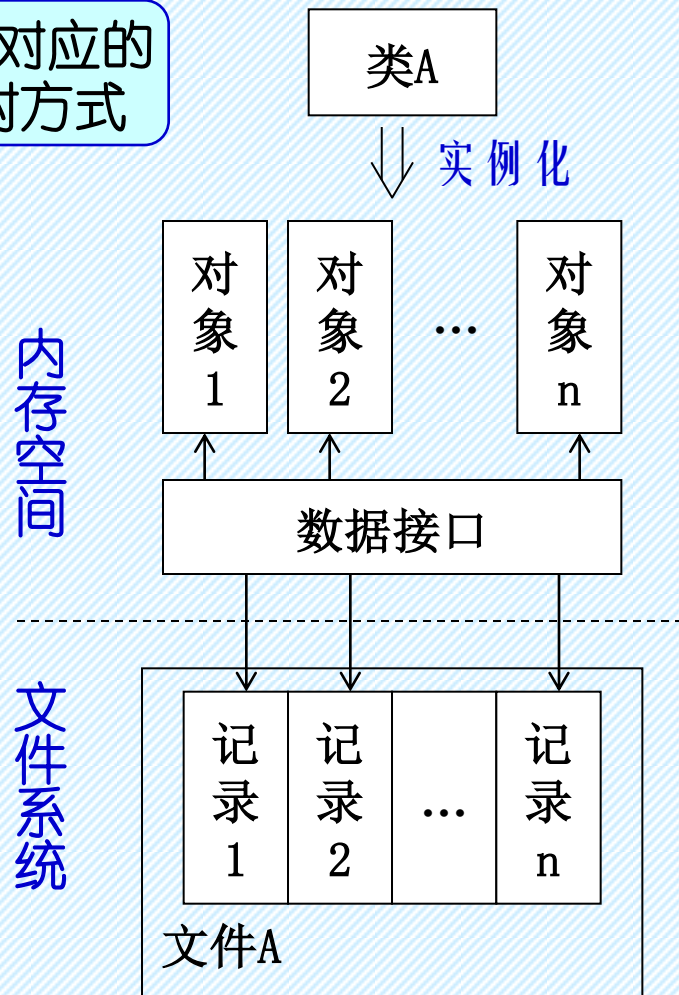 对应的
方式
类A
实例化
对象1
对象2
…
对象n
内存空间
数据接口
文件系统
记录1
记录2
…
记录n
文件A